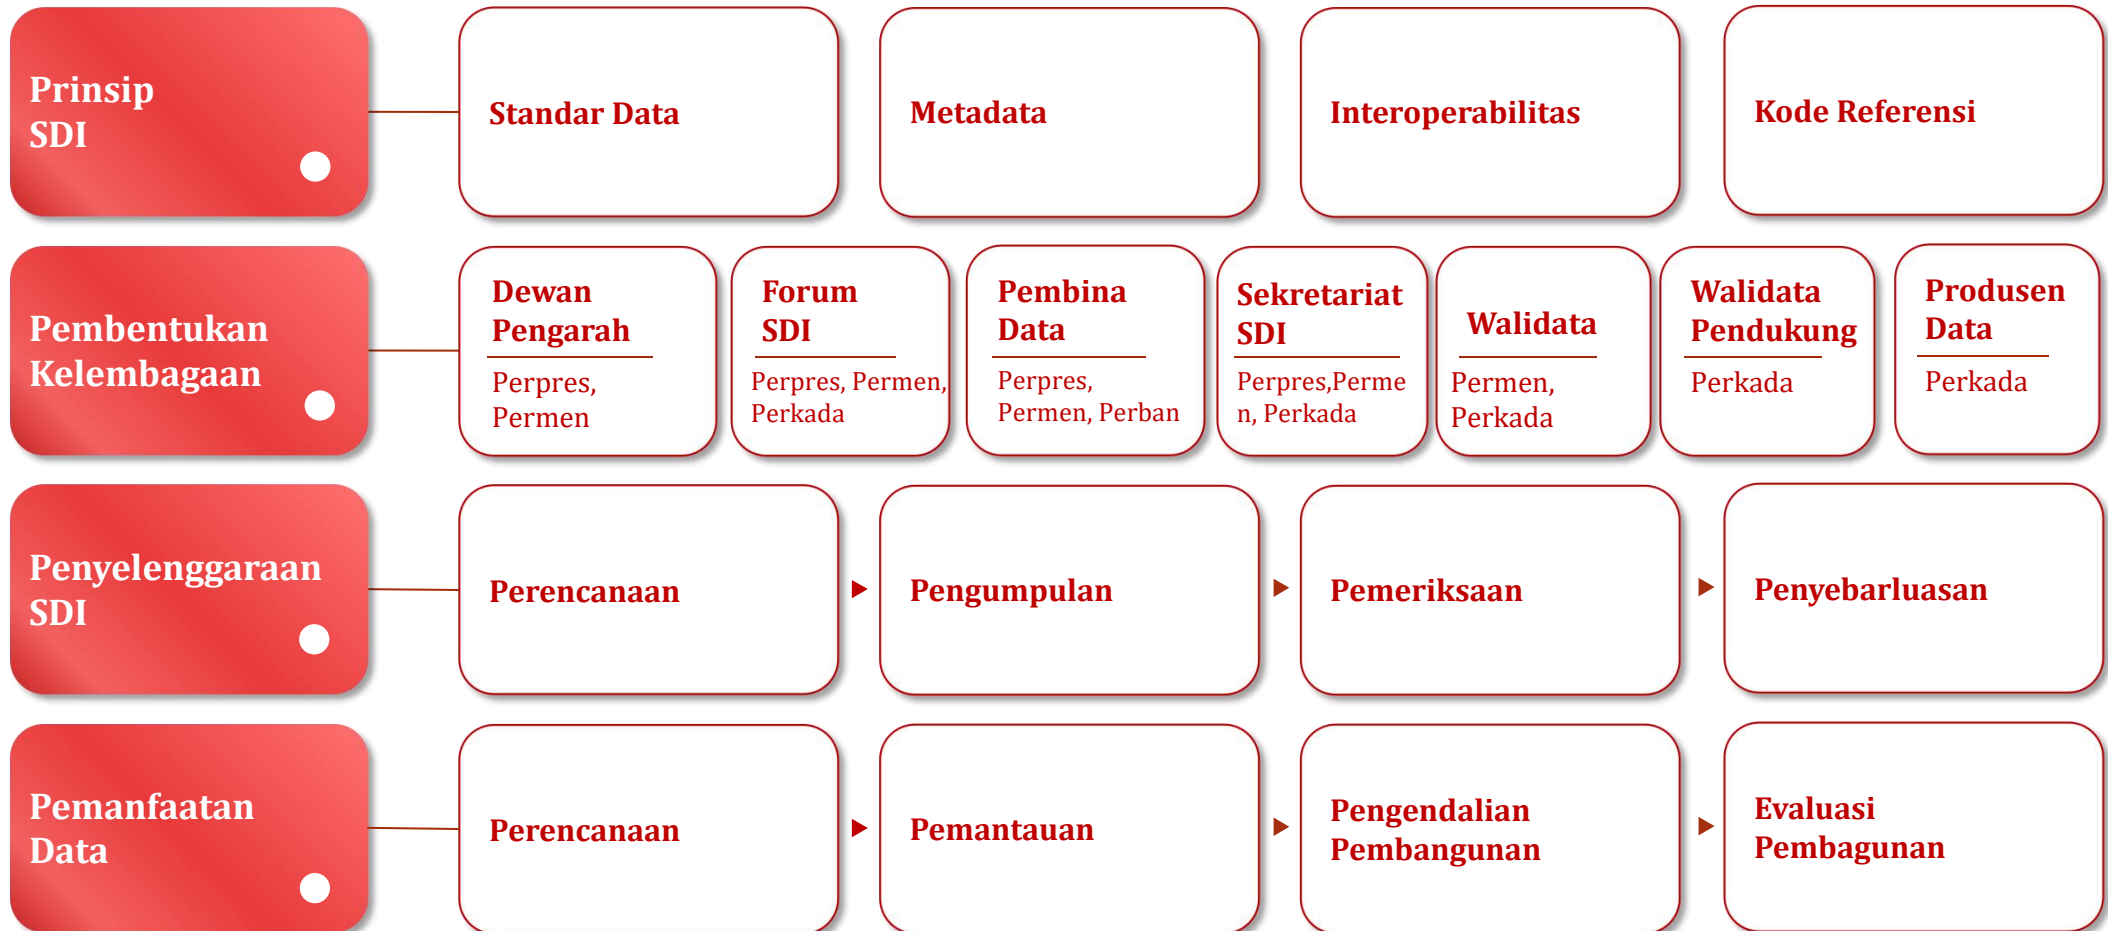 Prinsip
SDI
Standar Data
Metadata
Interoperabilitas
Kode Referensi
Pembentukan
Kelembagaan
Dewan
Pengarah
Perpres,
Permen
Forum
SDI
Perpres, Permen,
Perkada
Pembina
Data
Perpres,
Permen, Perban
Sekretariat
SDI
Perpres,Perme
n, Perkada
Walidata
Permen,
Perkada
Walidata
Pendukung
Perkada
Produsen
Data
Perkada
Penyelenggaraan
SDI
Perencanaan
Pengumpulan
Pemeriksaan
Penyebarluasan
Pemanfaatan
Data
Perencanaan
Pemantauan
Pengendalian
Pembangunan
Evaluasi
Pembagunan